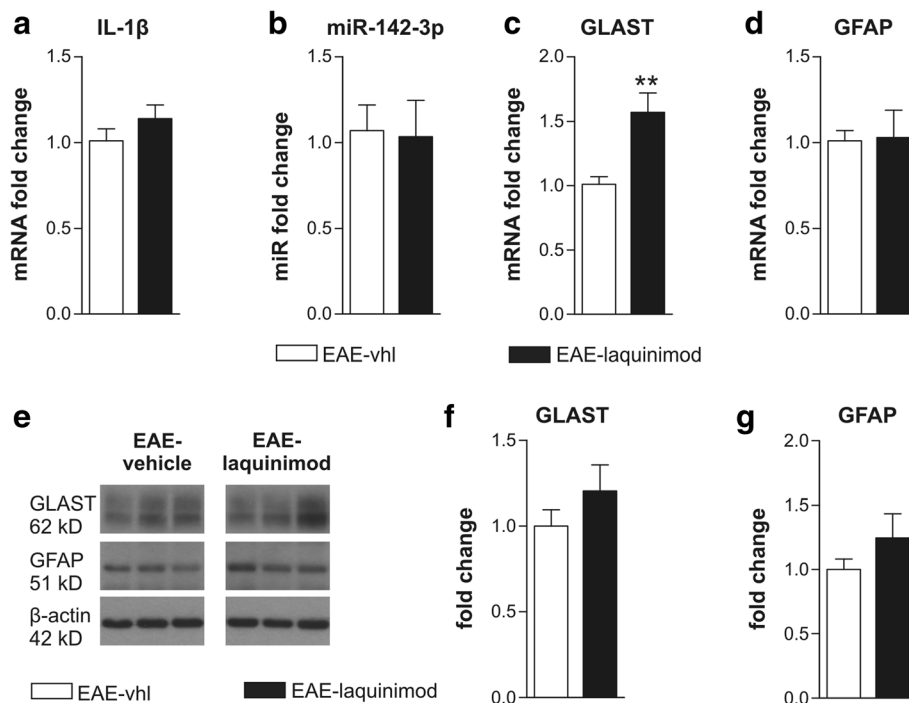 a
IL-1β
mRNA fold change
1.5
1.0
0.5
0.0
b
miR-142-3p
miR fold change
1.5
1.0
0.5
0.0
c
GLAST
mRNA fold change
2.0
1.5
1.0
0.5
0.0
**
d
GFAP
mRNA fold change
1.5
1.0
0.5
0.0
EAE-vhl
EAE-laquinimod
e
EAE-
vehicle
EAE-
laquinimod
GLAST
62 kD
GFAP
51 kD
β-actin
42 kD
EAE-vhl
EAE-laquinimod
f
GLAST
fold change
1.5
1.0
0.5
0.0
g
GFAP
fold change
2.0
1.5
1.0
0.5
0.0